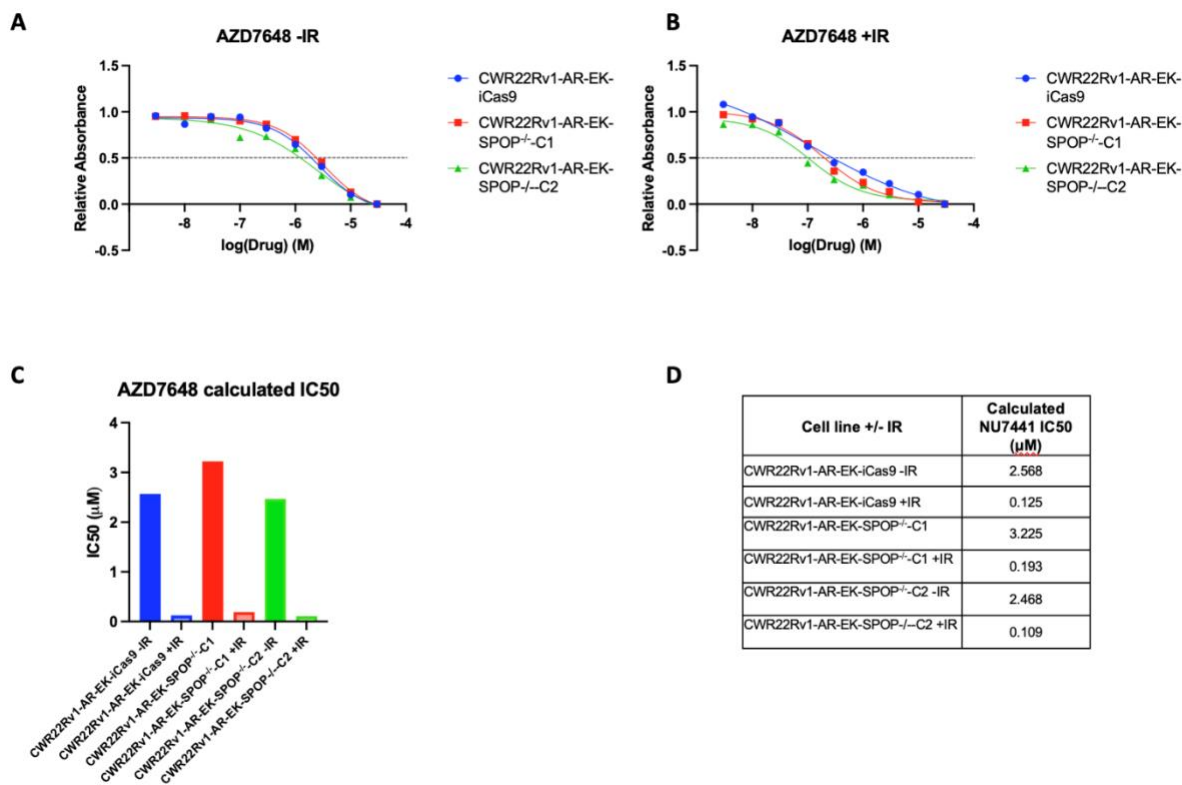 A
AZD7648 -IR
Relative Absorbance
1.5
1.0
0.5
0.0
-0.5
-8
-7
-6
-5
-4
log(Drug) (M)
CWR22Rv1-AR-EK-
iCas9
CWR22Rv1-AR-EK-
SPOP⁻/⁻-C1
CWR22Rv1-AR-EK-
SPOP-/--C2
B
AZD7648 +IR
Relative Absorbance
1.5
1.0
0.5
0.0
-0.5
-8
-7
-6
-5
-4
log(Drug) (M)
CWR22Rv1-AR-EK-
iCas9
CWR22Rv1-AR-EK-
SPOP⁻/⁻-C1
CWR22Rv1-AR-EK-
SPOP-/--C2
C
AZD7648 calculated IC50
IC50 (μM)
4
3
2
1
0
CWR22Rv1-AR-EK-iCas9 -IR
CWR22Rv1-AR-EK-iCas9 +IR
CWR22Rv1-AR-EK-SPOP⁻/⁻-C1
CWR22Rv1-AR-EK-SPOP⁻/⁻-C1 +IR
CWR22Rv1-AR-EK-SPOP⁻/⁻-C2 -IR
CWR22Rv1-AR-EK-SPOP-/--C2 +IR
D
Cell line +/- IR
Calculated
NU7441 IC50
(μM)
CWR22Rv1-AR-EK-iCas9 -IR 2.568
CWR22Rv1-AR-EK-iCas9 +IR 0.125
CWR22Rv1-AR-EK-SPOP⁻/⁻-C1 3.225
CWR22Rv1-AR-EK-SPOP⁻/⁻-C1 +IR 0.193
CWR22Rv1-AR-EK-SPOP⁻/⁻-C2 -IR 2.468
CWR22Rv1-AR-EK-SPOP-/--C2 +IR 0.109